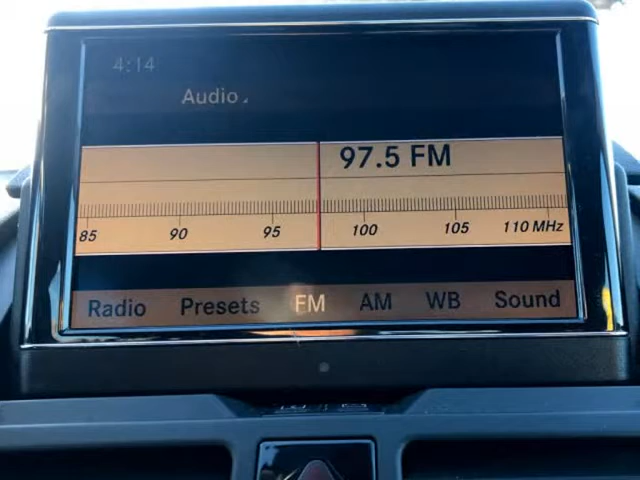 4:14
Audio
97.5 FM
85 90 95 100 105 110 MHz
Radio Presets FM AM WB Sound